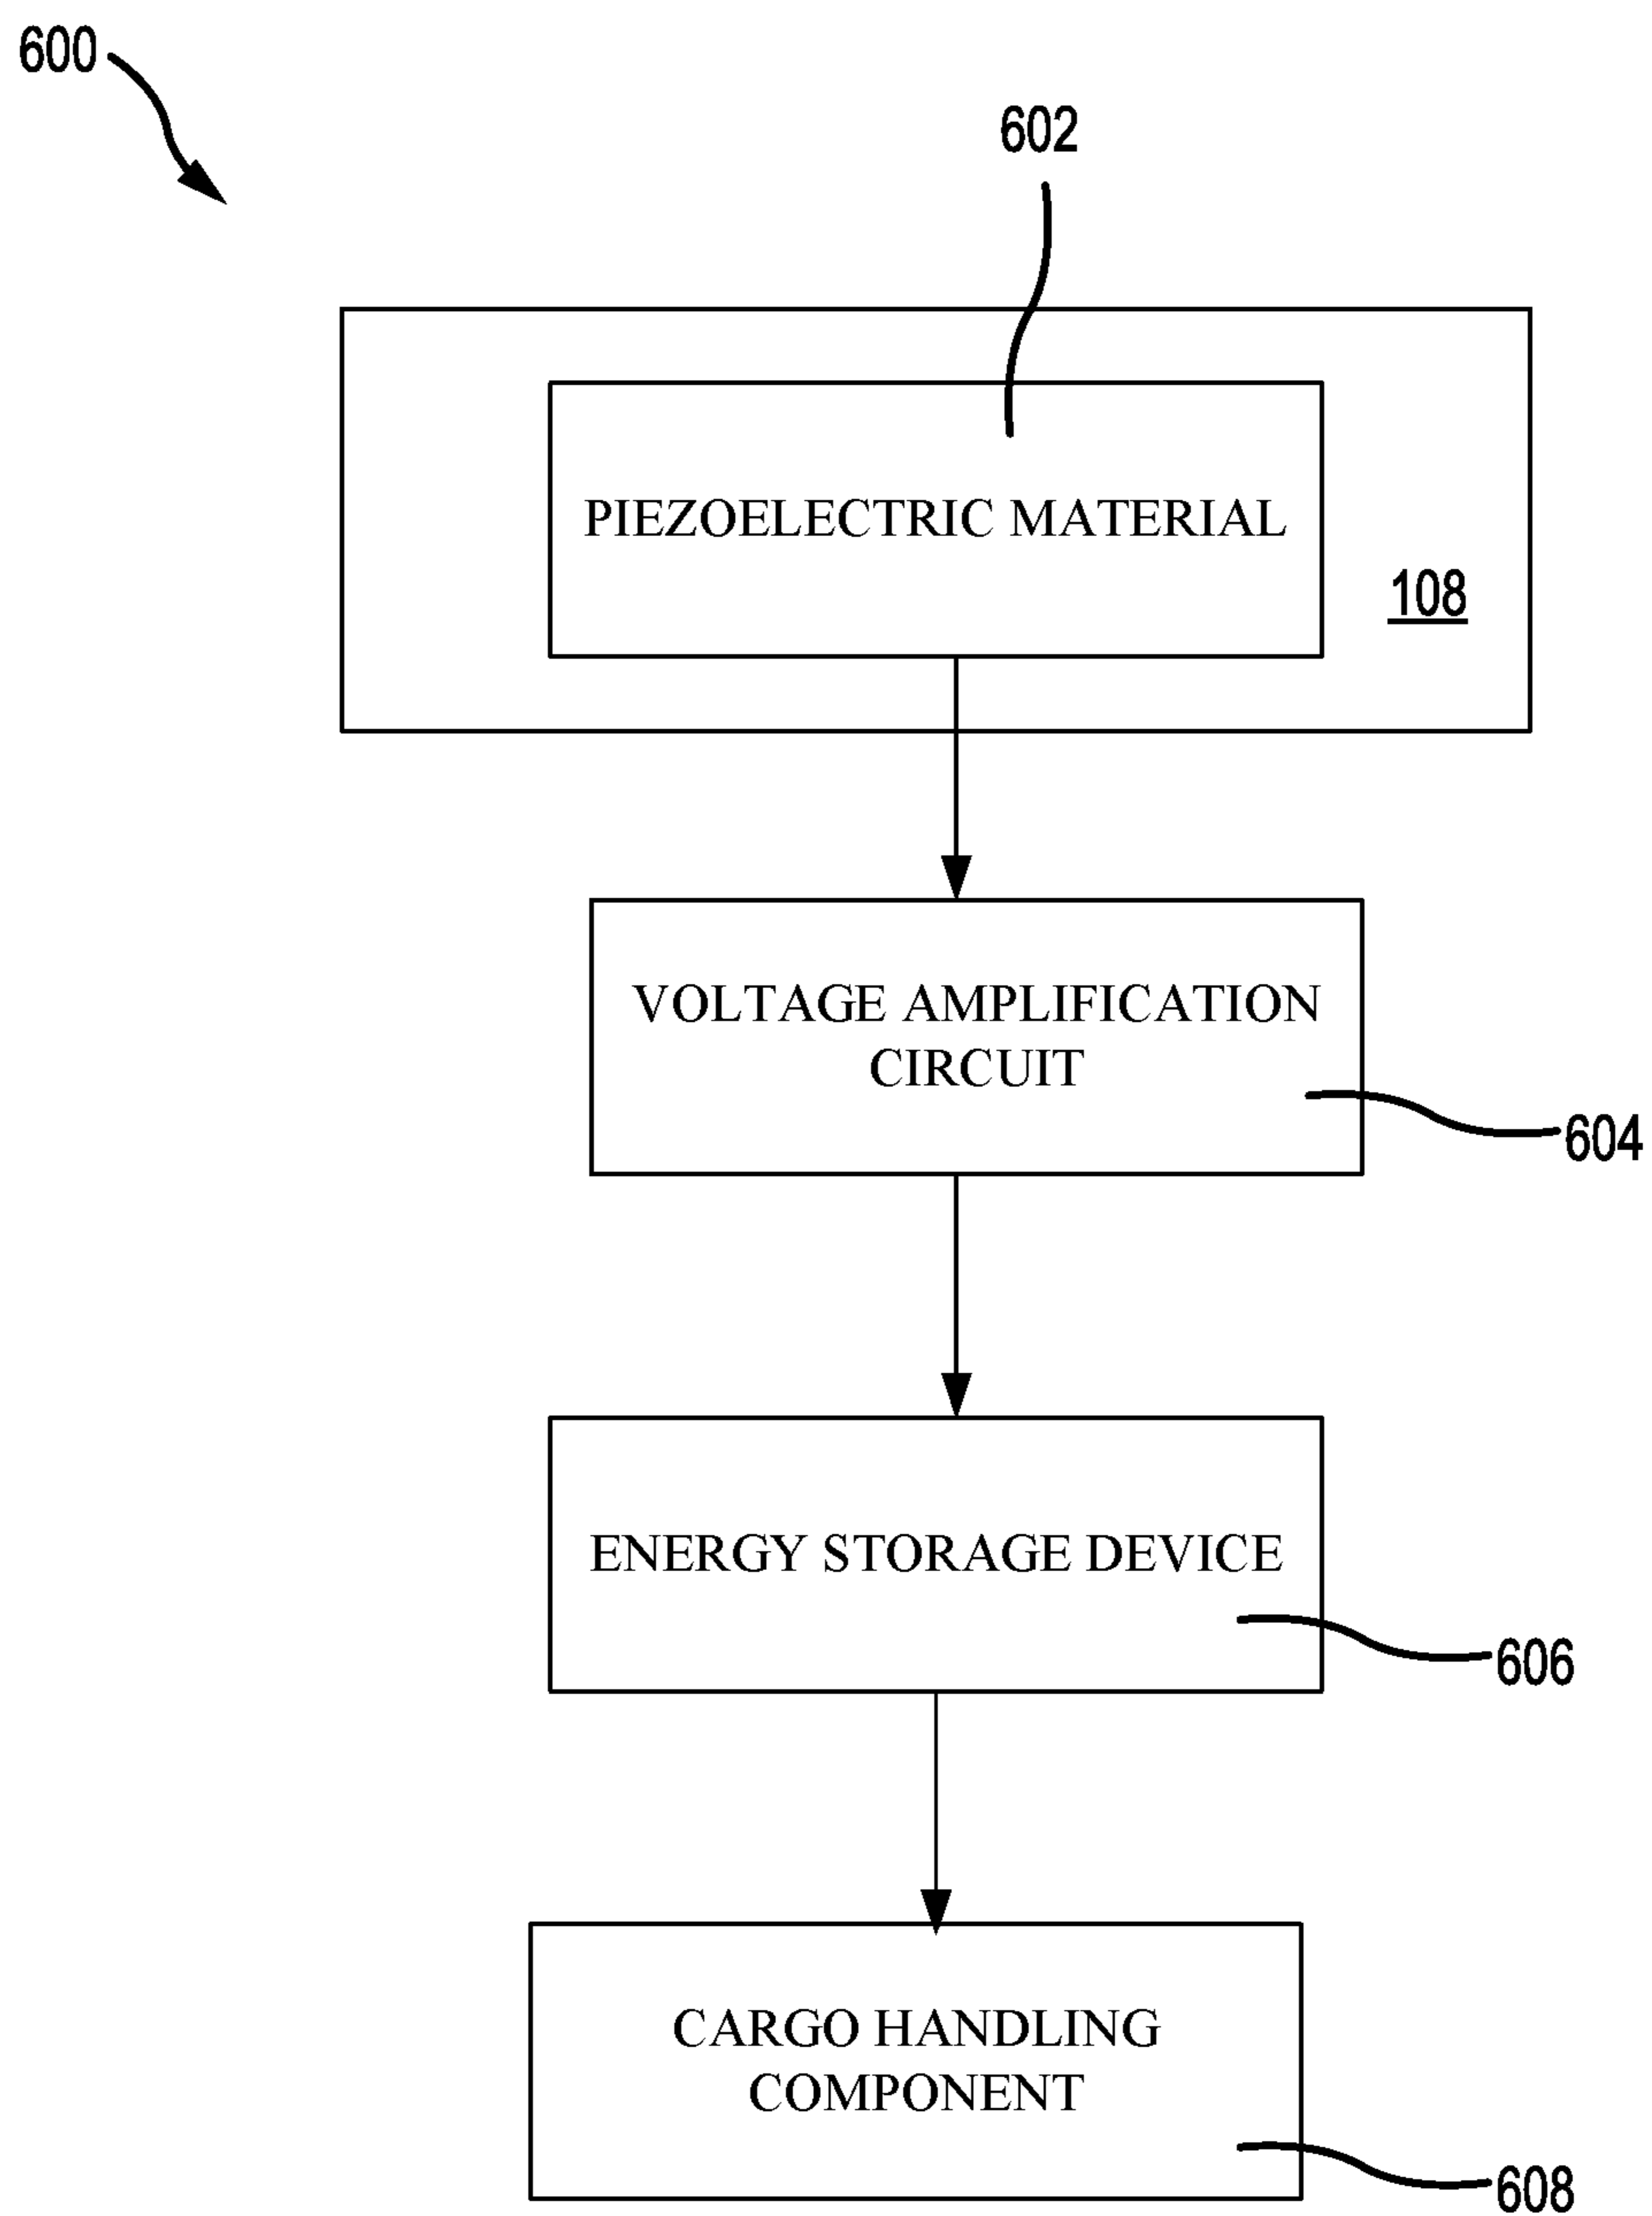 600
602
PIEZOELECTRIC MATERIAL
108
VOLTAGE AMPLIFICATION
CIRCUIT
604
ENERGY STORAGE DEVICE
606
CARGO HANDLING
COMPONENT
608